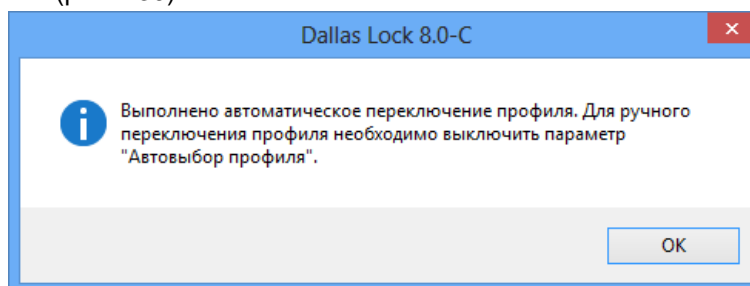 Dallas Lock 8.0-C
Выполнено автоматическое переключение профиля. Для ручного
переключения профиля необходимо выключить параметр
"Автовыбор профиля".
OK